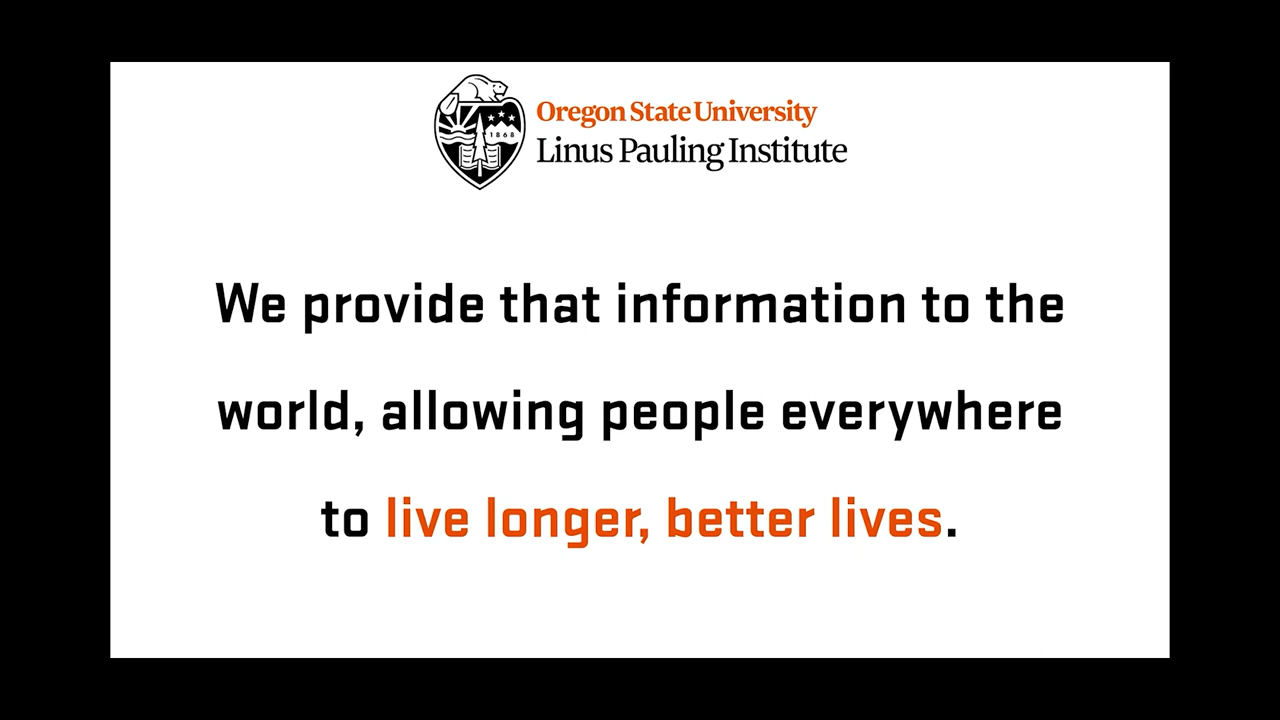 Oregon State University
Linus Pauling Institute
1868
We provide that information to the
world, allowing people everywhere
to live longer, better lives.